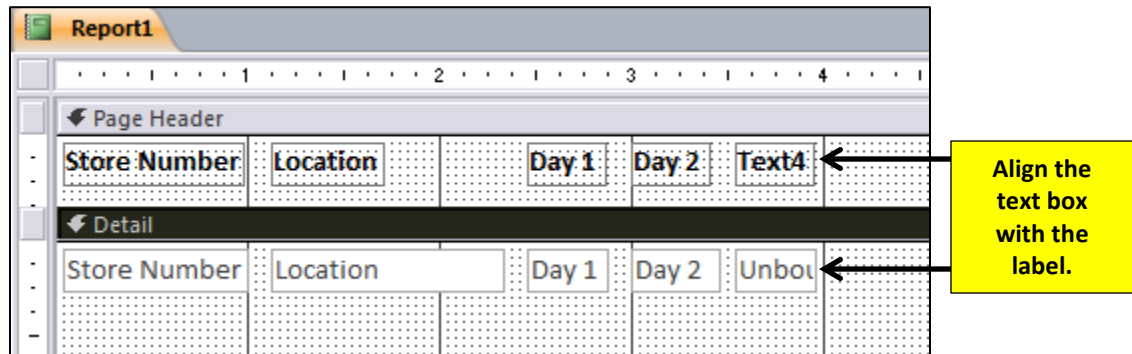 Report1
1 2 3 4
Page Header
Store Number Location Day 1 Day 2 Text4
Align the
text box
with the
label.
Detail
Store Number Location Day 1 Day 2 Unbou